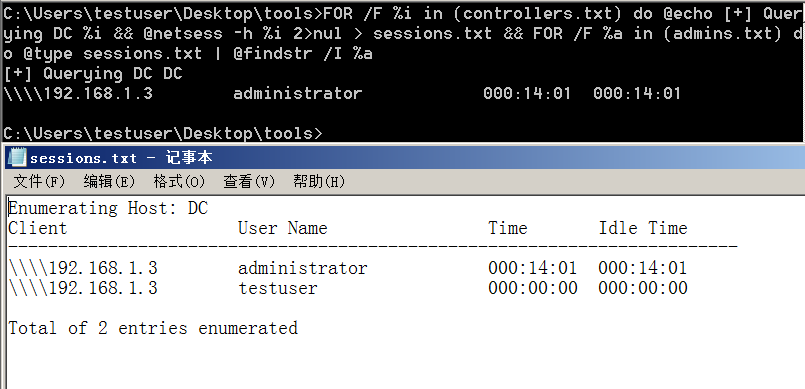 C:\Users\testuser\Desktop\tools>FOR /F %i in (controllers.txt) do @echo [+] Quer
ying DC %i && @netsess -h %i 2>nul > sessions.txt && FOR /F %a in (admins.txt) d
o @type sessions.txt | @findstr /I %a
[+] Querying DC DC
\\\\192.168.1.3        administrator            000:14:01  000:14:01
C:\Users\testuser\Desktop\tools>
sessions.txt - 记事本
文件(F) 编辑(E) 格式(O) 查看(V) 帮助(H)
Enumerating Host: DC
Client                 User Name                Time       Idle Time
-------------------------------------------------------------------------
\\\\192.168.1.3        administrator            000:14:01  000:14:01
\\\\192.168.1.3        testuser                 000:00:00  000:00:00
Total of 2 entries enumerated